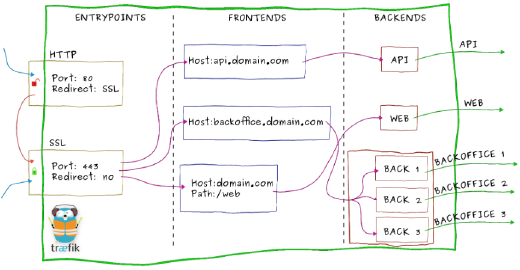 ENTRYPOINTS
FRONTENDS
BACKENDS
HTTP
Port: 80
Redirect: SSL
SSL
Port: 443
Redirect: no
Host:api.domain.com
Host:backoffice.domain.com
Host:domain.com
Path:/web
API
WEB
BACK 1
BACK 2
BACK 3
API
WEB
BACKOFFICE 1
BACKOFFICE 2
BACKOFFICE 3
træfik